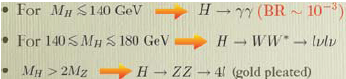 • For M_H ≲ 140 GeV ➡ H → γγ (BR ~ 10⁻³)
• For 140 ≲ M_H ≲ 180 GeV ➡ H → WW* → lνlν
• M_H > 2M_Z ➡ H → ZZ → 4l (gold pleated)